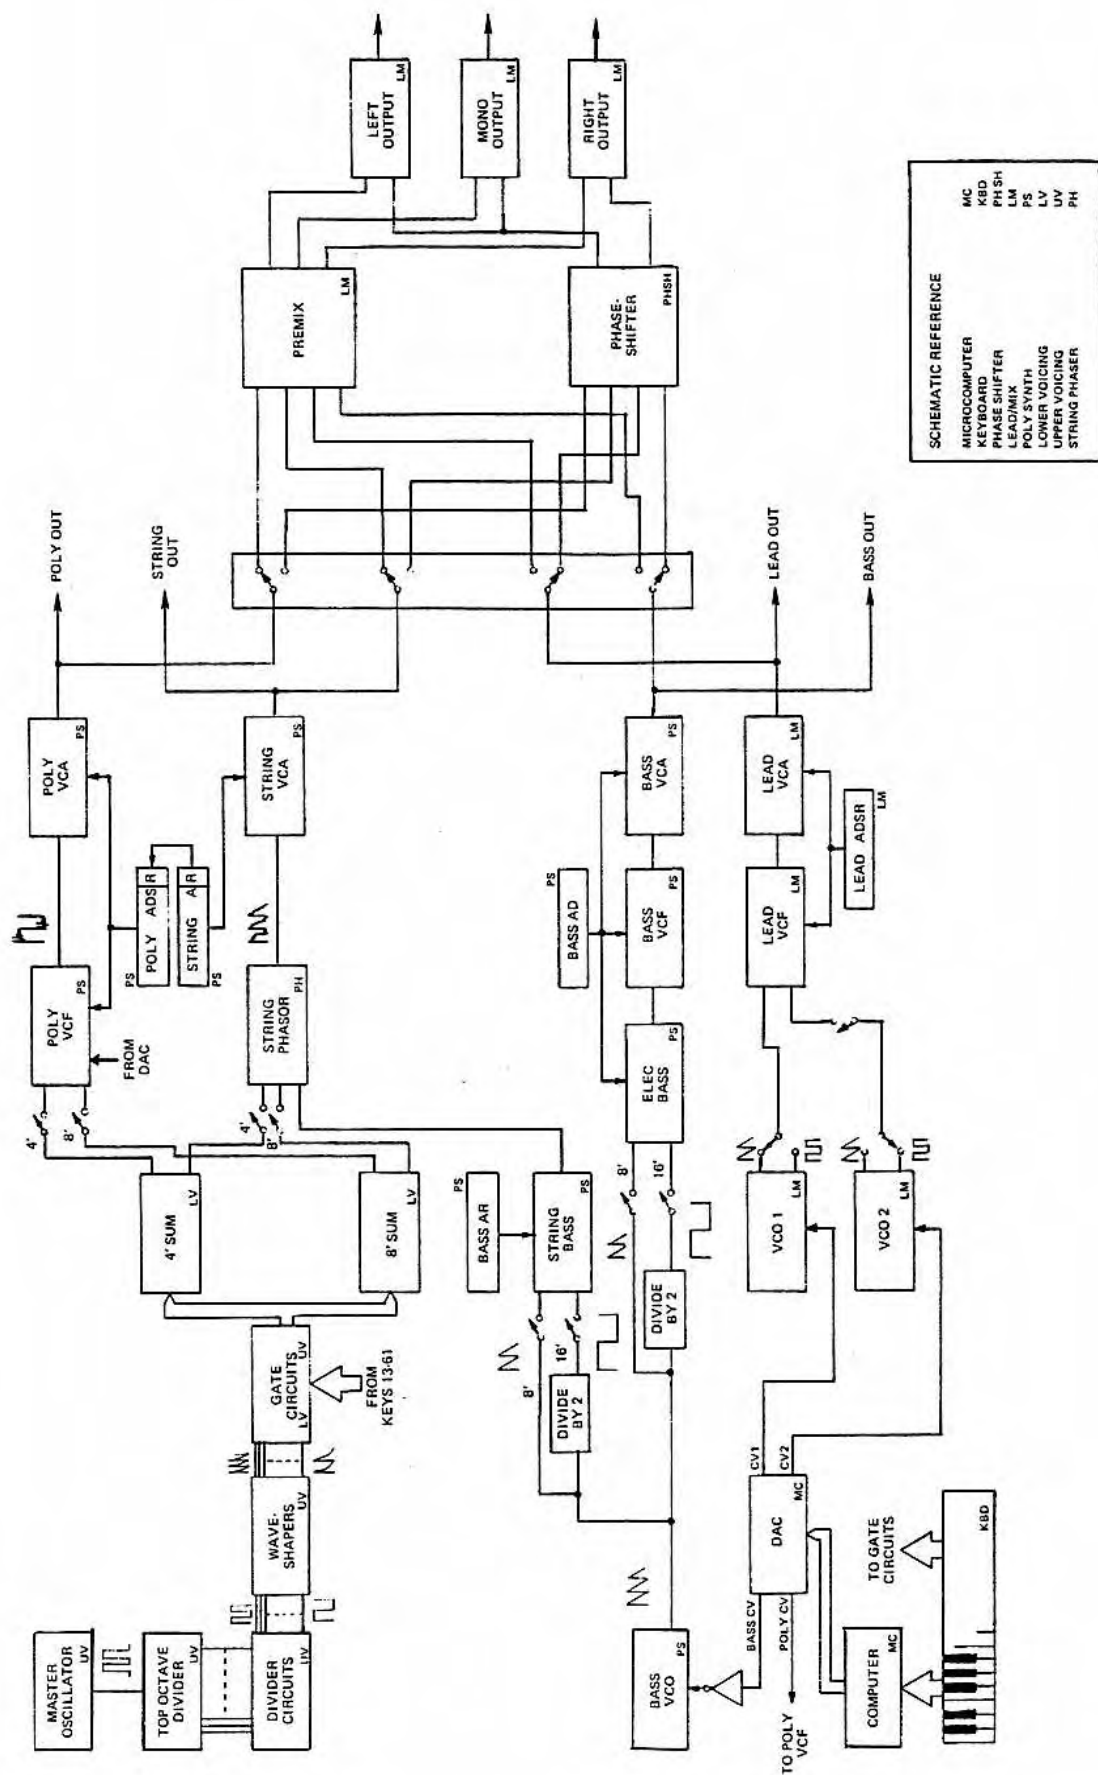 MASTER
OSCILLATOR
UV
TOP OCTAVE
DIVIDER
UV
DIVIDER
CIRCUITS
UV
WAVE-
SHAPERS
UV
GATE
CIRCUITS
LV
UV
FROM
KEYS 13-61
4' SUM
LV
8' SUM
LV
4'
8'
4'
8'
POLY
VCF
PS
FROM
DAC
POLY ADSR
PS
STRING A R
PS
POLY
VCA
PS
POLY OUT
STRING
PHASOR
PH
STRING
VCA
PS
STRING
OUT
BASS AR
PS
STRING
BASS
PS
8'
16'
DIVIDE
BY 2
BASS
VCO
PS
8'
16'
DIVIDE
BY 2
ELEC
BASS
PS
BASS AD
PS
BASS
VCF
PS
BASS
VCA
PS
BASS OUT
BASS CV
POLY CV
TO POLY
VCF
DAC
MC
CV1
CV2
COMPUTER
MC
TO GATE
CIRCUITS
KBD
VCO 1
LM
VCO 2
LM
LEAD
VCF
LM
LEAD
VCA
LM
LEAD ADSR
LM
LEAD OUT
PREMIX
LM
PHASE-
SHIFTER
PHSH
LEFT
OUTPUT
LM
MONO
OUTPUT
LM
RIGHT
OUTPUT
LM
SCHEMATIC REFERENCE
MICROCOMPUTER MC
KEYBOARD KBD
PHASE SHIFTER PH SH
LEAD/MIX LM
POLY SYNTH PS
LOWER VOICING LV
UPPER VOICING UV
STRING PHASER PH